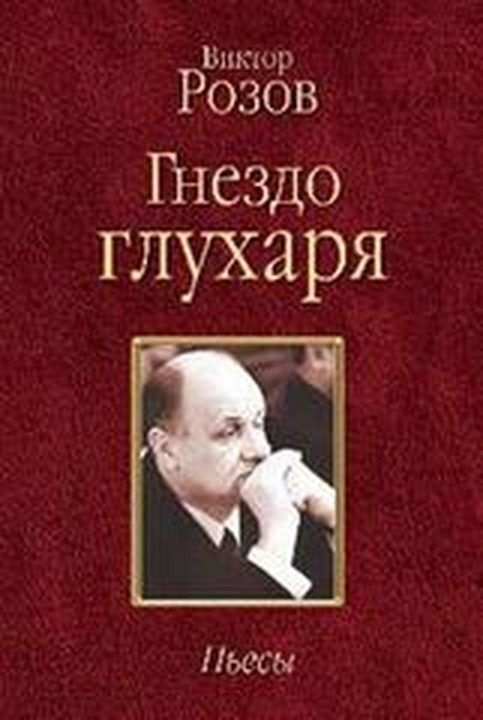 Виктор
Розов
Гнездо
глухаря
Пьесы